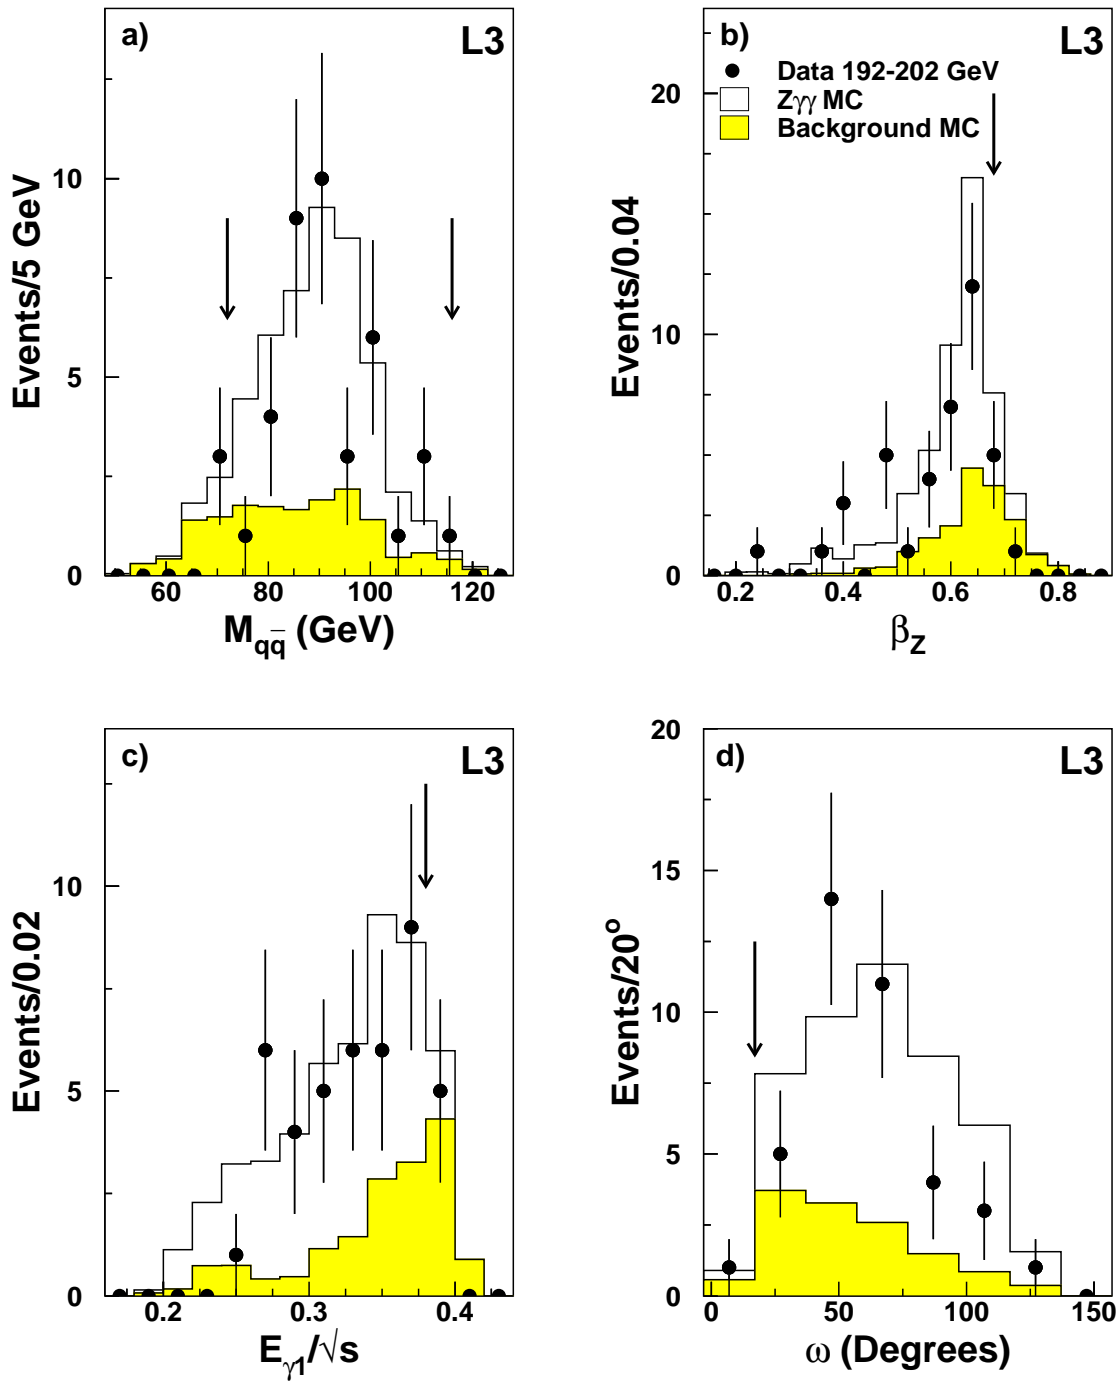 a)
L3
Events/5 GeV
10
5
0
60
80
100
120
M_qq̅ (GeV)
b)
L3
Data 192-202 GeV
Zγγ MC
Background MC
Events/0.04
20
10
0
0.2
0.4
0.6
0.8
β_Z
c)
L3
Events/0.02
10
5
0
0.2
0.3
0.4
E_γ1/√s
d)
L3
Events/20°
20
15
10
5
0
0
50
100
150
ω (Degrees)